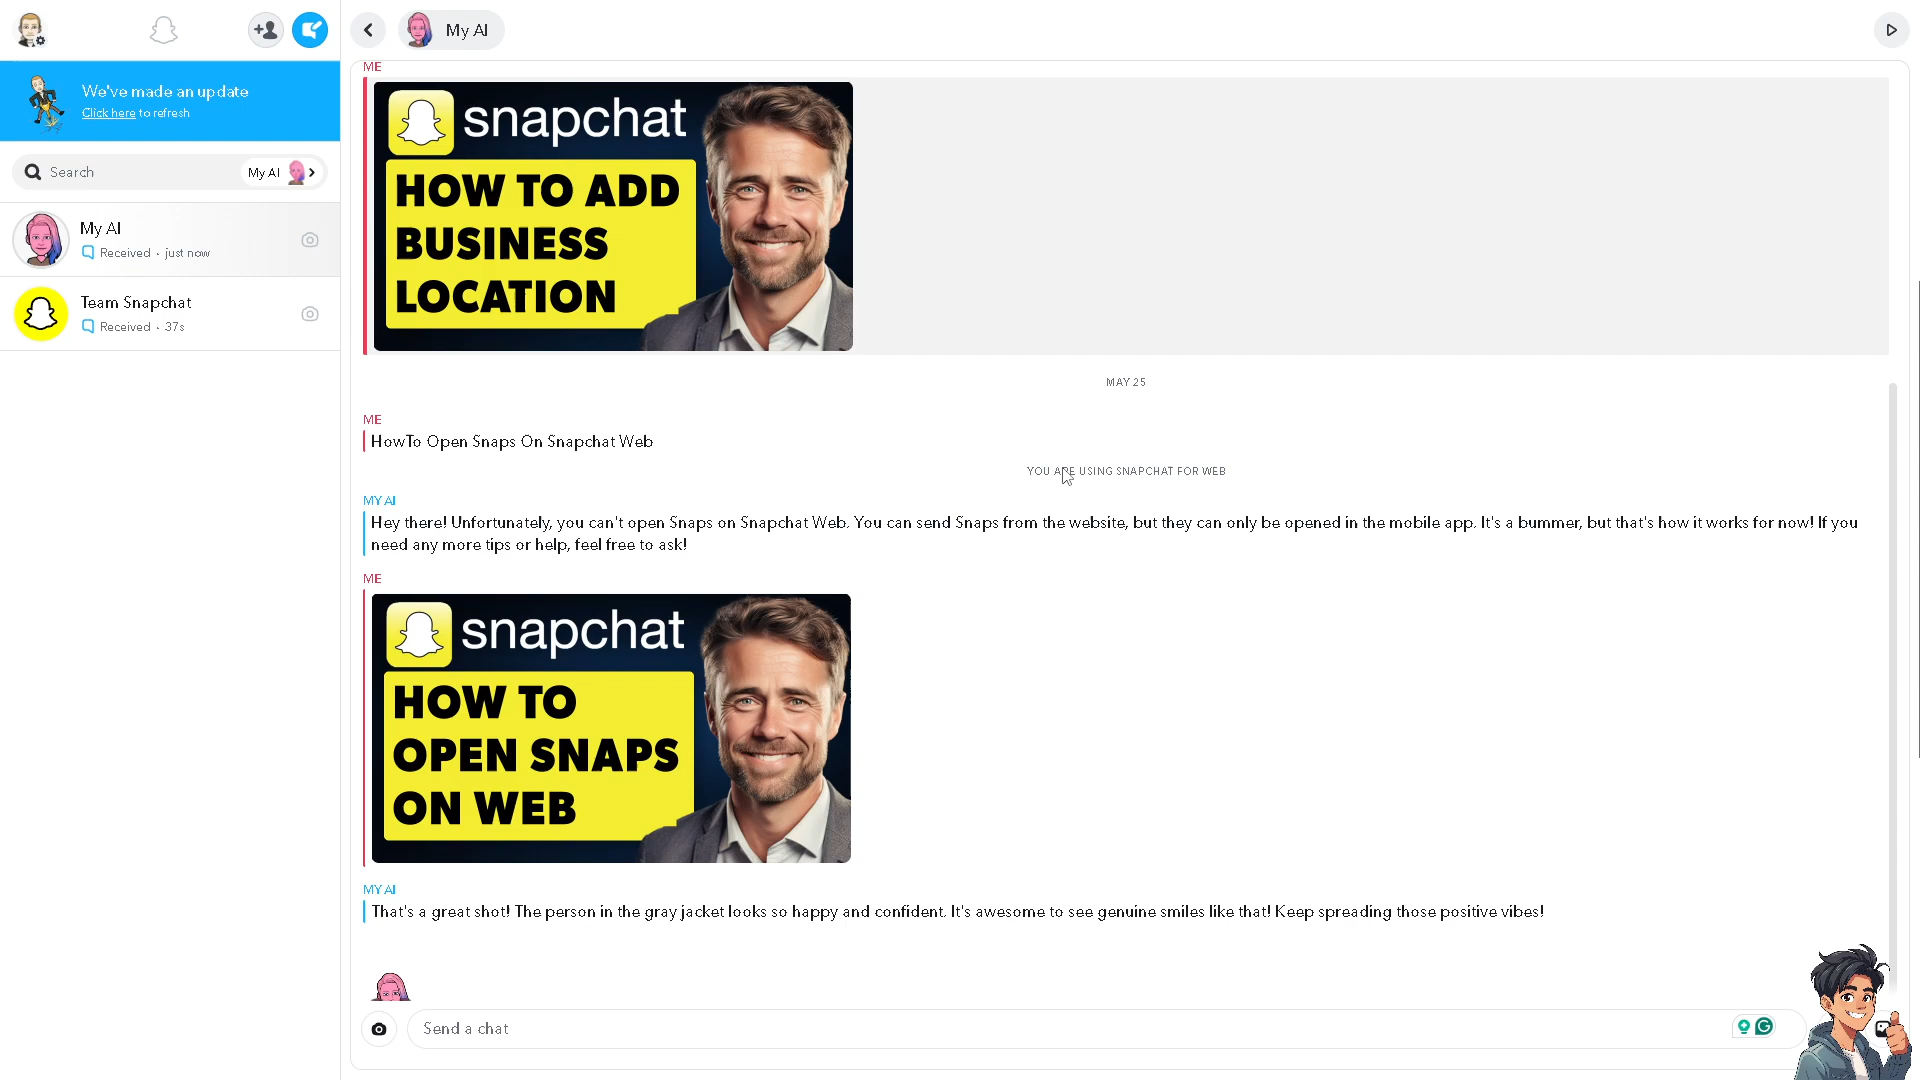 My AI
We've made an update
Click here to refresh
Search
My AI
My AI
Received · just now
Team Snapchat
Received · 37s
ME
snapchat
HOW TO ADD
BUSINESS
LOCATION
MAY 25
ME
HowTo Open Snaps On Snapchat Web
YOU ARE USING SNAPCHAT FOR WEB
MY AI
Hey there! Unfortunately, you can't open Snaps on Snapchat Web. You can send Snaps from the website, but they can only be opened in the mobile app. It's a bummer, but that's how it works for now! If you
need any more tips or help, feel free to ask!
ME
snapchat
HOW TO
OPEN SNAPS
ON WEB
MY AI
That's a great shot! The person in the gray jacket looks so happy and confident. It's awesome to see genuine smiles like that! Keep spreading those positive vibes!
Send a chat